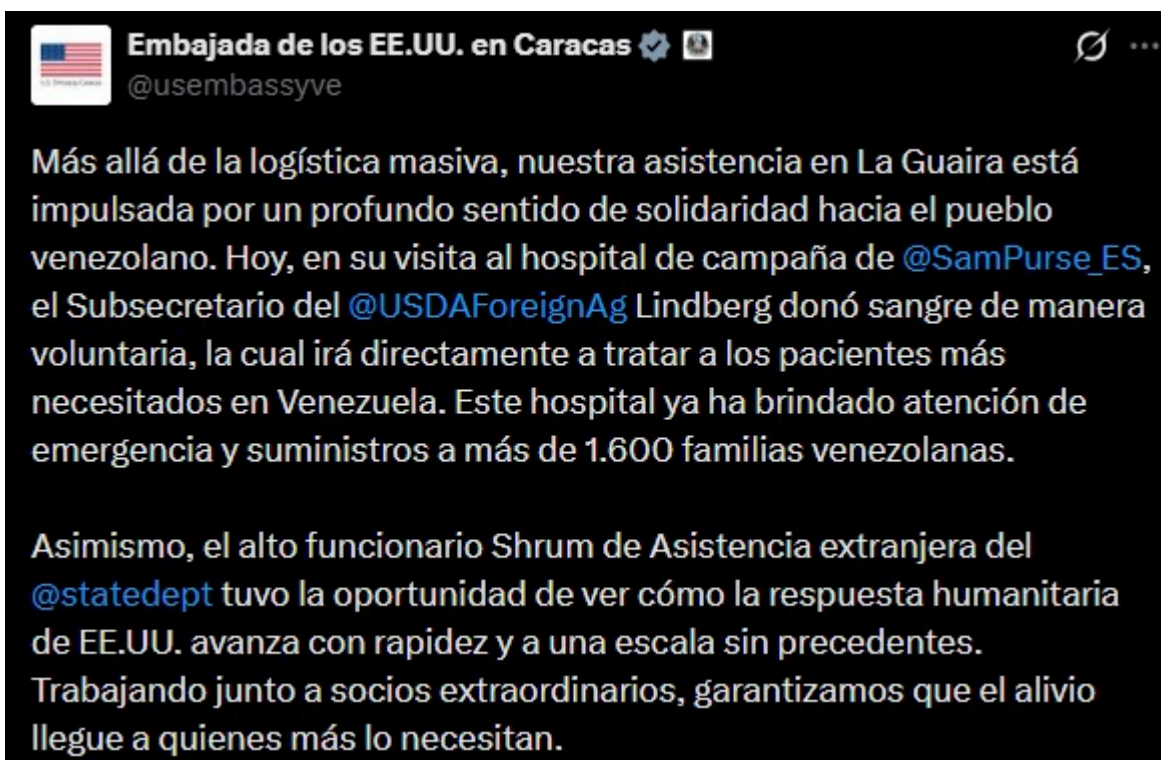 Embajada de los EE.UU. en Caracas
@usembassyve
Más allá de la logística masiva, nuestra asistencia en La Guaira está
impulsada por un profundo sentido de solidaridad hacia el pueblo
venezolano. Hoy, en su visita al hospital de campaña de @SamPurse_ES,
el Subsecretario del @USDAForeignAg Lindberg donó sangre de manera
voluntaria, la cual irá directamente a tratar a los pacientes más
necesitados en Venezuela. Este hospital ya ha brindado atención de
emergencia y suministros a más de 1.600 familias venezolanas.
Asimismo, el alto funcionario Shrum de Asistencia extranjera del
@statedept tuvo la oportunidad de ver cómo la respuesta humanitaria
de EE.UU. avanza con rapidez y a una escala sin precedentes.
Trabajando junto a socios extraordinarios, garantizamos que el alivio
llegue a quienes más lo necesitan.